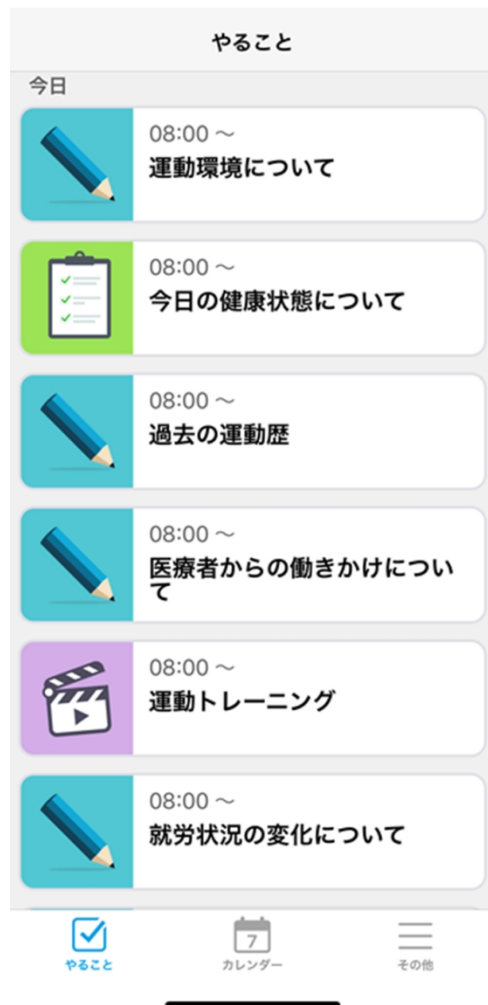 やること
今日
08:00 ～
運動環境について
08:00 ～
今日の健康状態について
08:00 ～
過去の運動歴
08:00 ～
医療者からの働きかけについ
て
08:00 ～
運動トレーニング
08:00 ～
就労状況の変化について
7
やること
カレンダー
その他